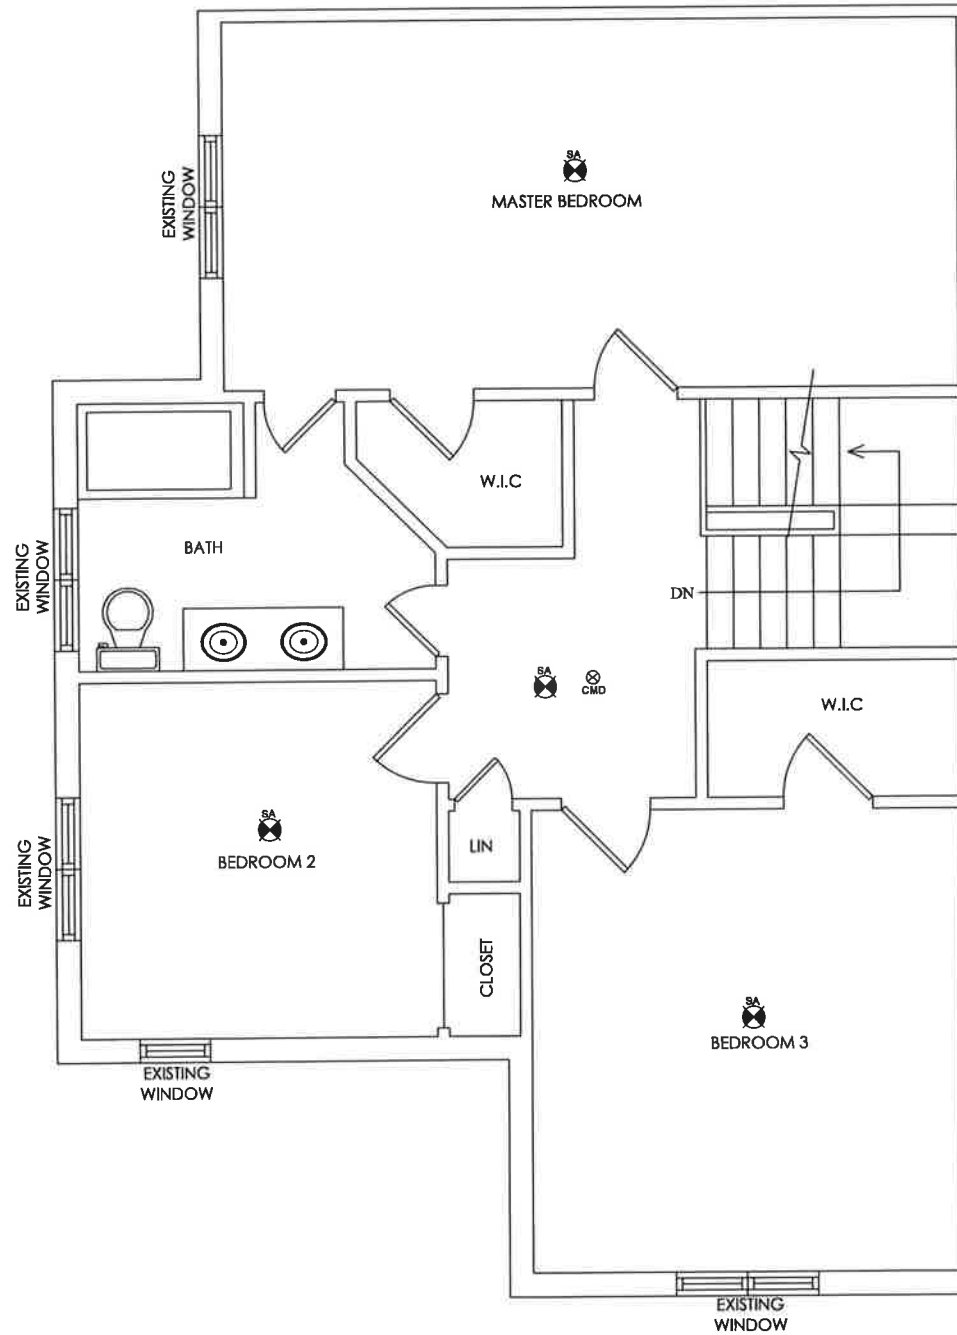 SA
MASTER BEDROOM
EXISTING
WINDOW
W.I.C
BATH
EXISTING
WINDOW
DN
SA
CMD
W.I.C
SA
BEDROOM 2
LIN
EXISTING
WINDOW
CLOSET
SA
BEDROOM 3
EXISTING
WINDOW
EXISTING
WINDOW